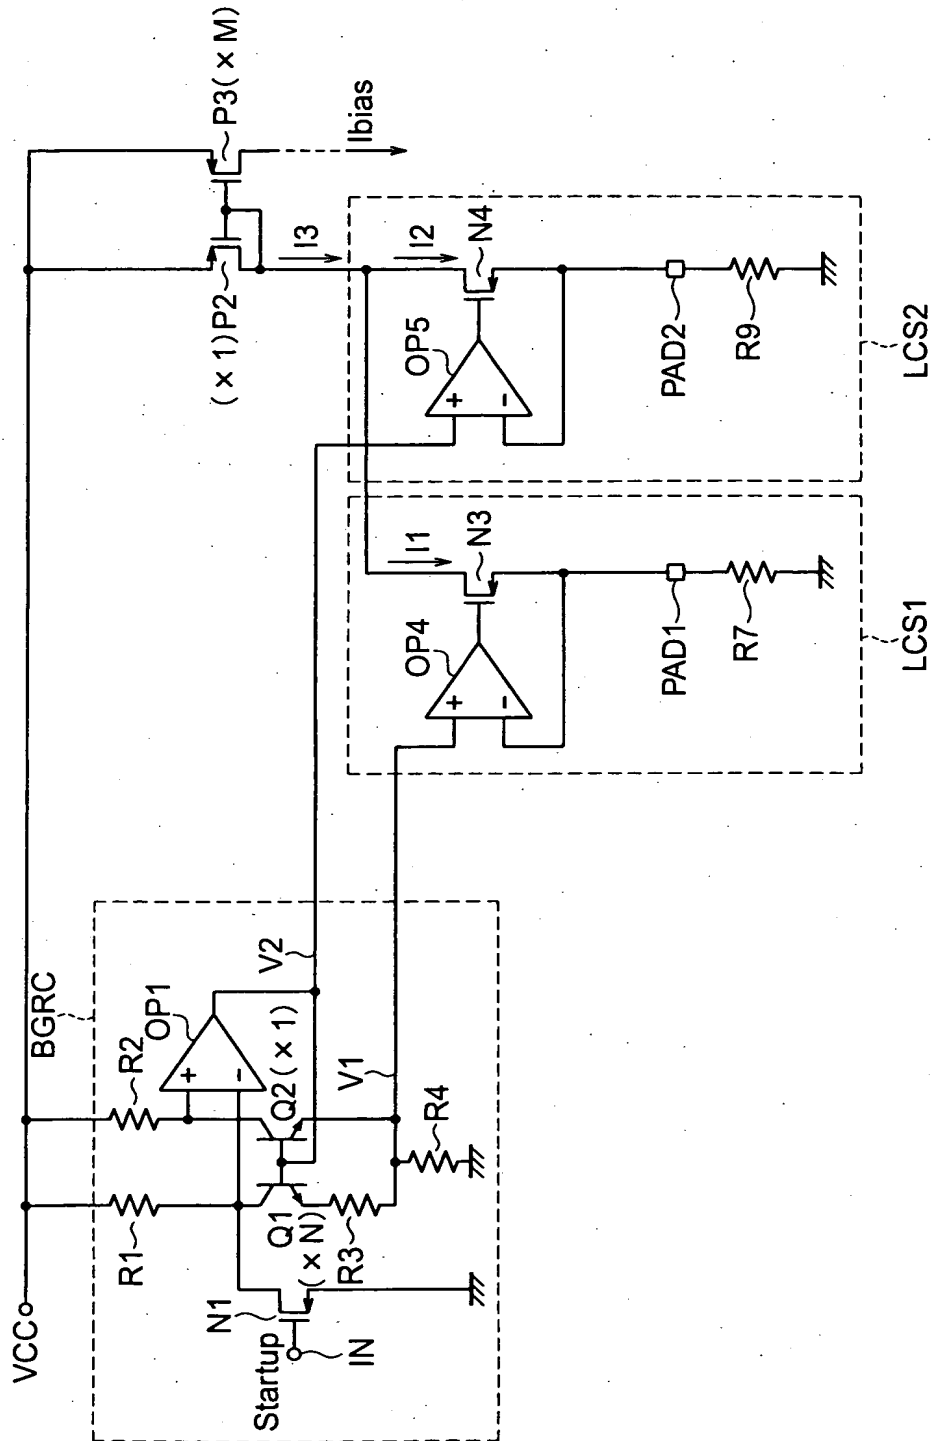 VCC
BGRC
R1
R2
OP1
+
-
Q1
(×N)
Q2(×1)
N1
Startup
IN
R3
R4
V1
V2
(×1)P2
P3(×M)
I3
Ibias
I1
I2
OP4
+
-
N3
OP5
+
-
N4
PAD1
R7
PAD2
R9
LCS1
LCS2